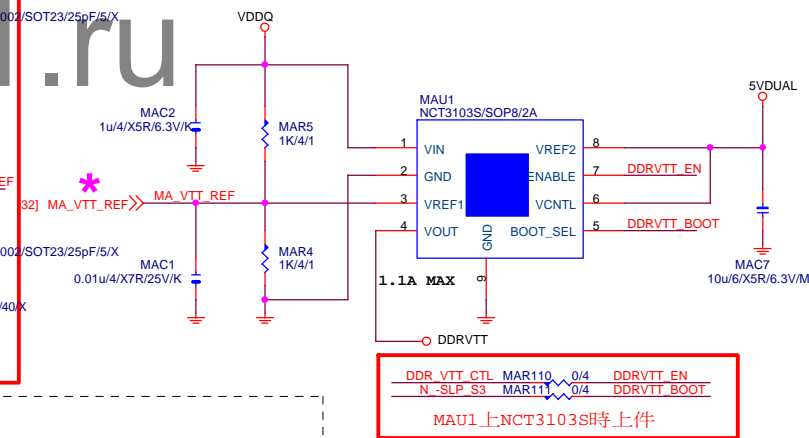 002/SOT23/25pF/5/X
.ru
VDDQ
5VDUAL
MAU1
NCT3103S/SOP8/2A
MAC2
1u/4/X5R/6.3V/K
MAR5
1K/4/1
1 VIN VREF2 8
2 GND ENABLE 7 DDRVTT_EN
3 VREF1 VCNTL 6
4 VOUT GND BOOT_SEL 5 DDRVTT_BOOT
9
EF
*
32] MA_VTT_REF MA_VTT_REF
002/SOT23/25pF/5/X
MAC1
0.01u/4/X7R/25V/K
MAR4
1K/4/1
MAC7
10u/6/X5R/6.3V/M
1.1A MAX
/40/X
DDRVTT
DDR_VTT_CTL MAR110 0/4 DDRVTT_EN
N_-SLP_S3 MAR111 0/4 DDRVTT_BOOT
MAU1上NCT3103S時上件